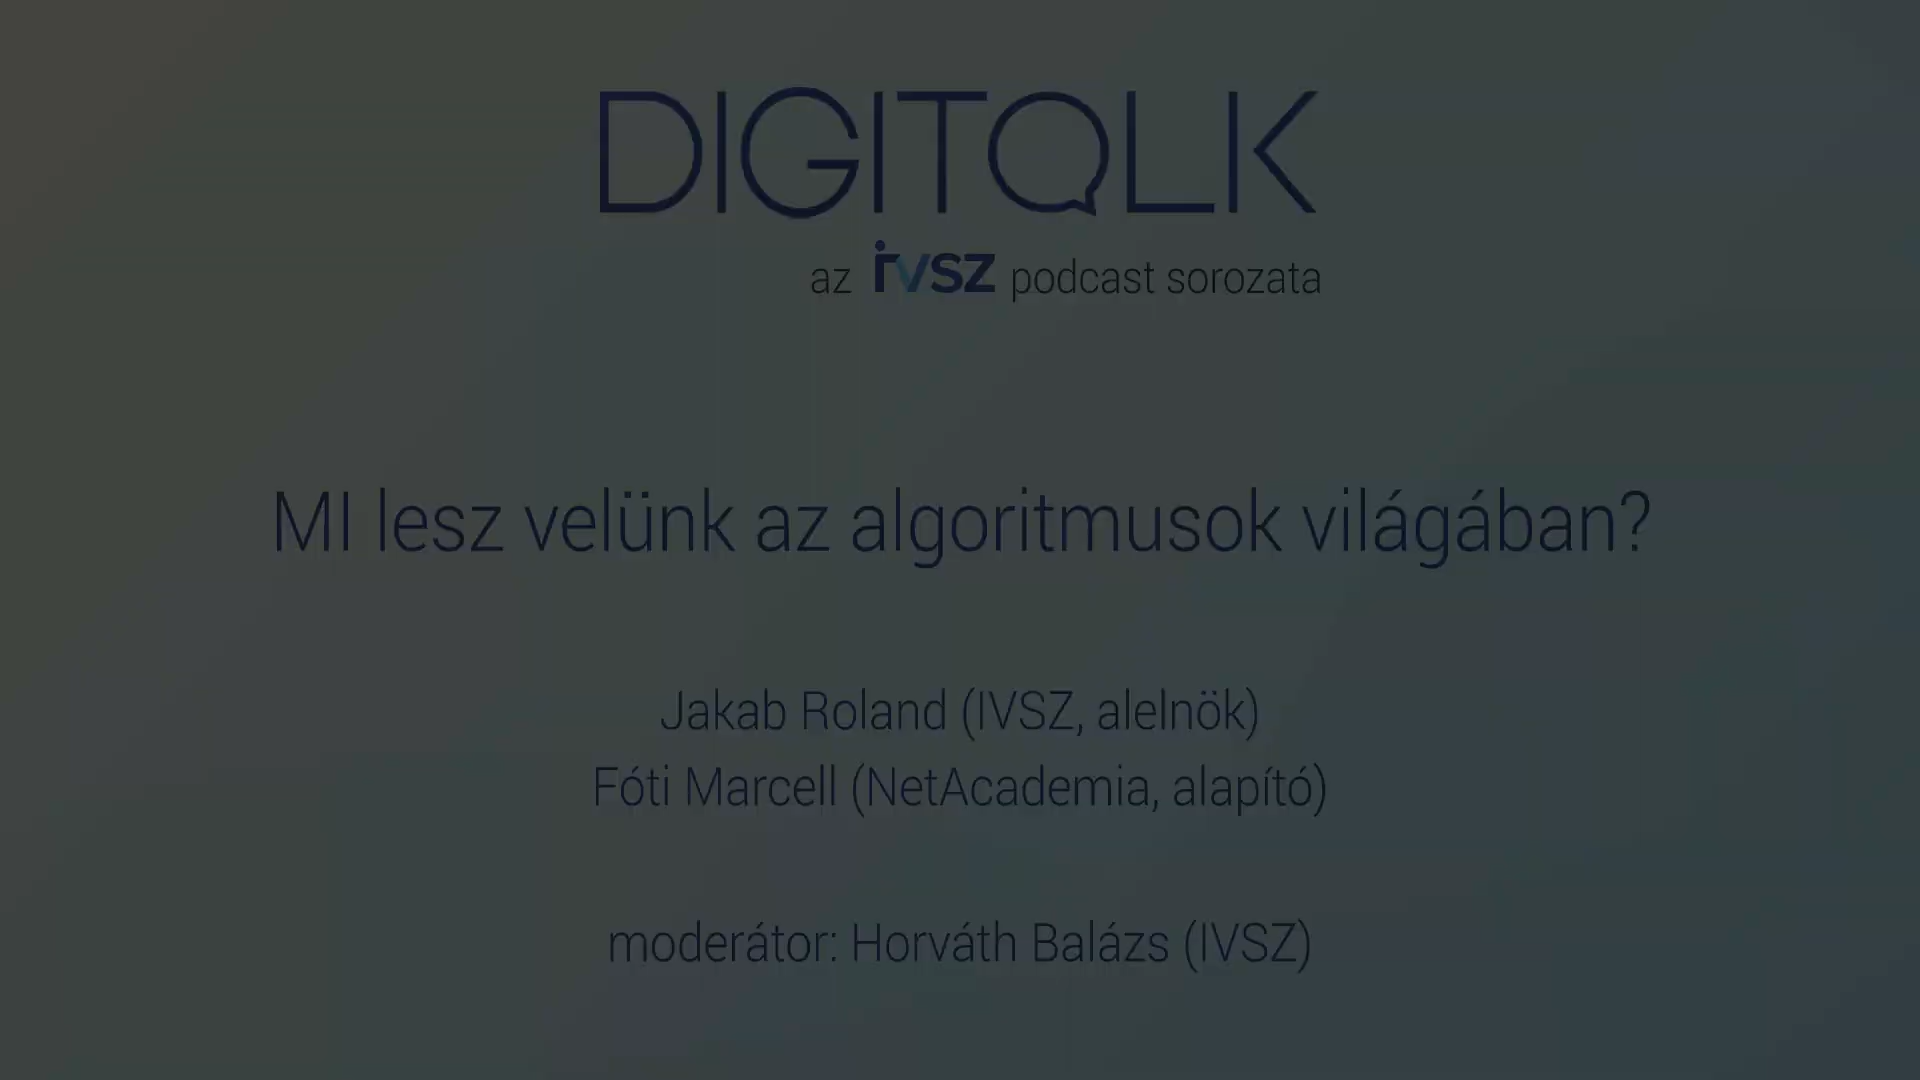 DIGITALK
az IVSZ podcast sorozata
MI lesz velünk az algoritmusok világában?
Jakab Roland (IVSZ, alelnök)
Fóti Marcell (NetAcademia, alapító)
moderátor: Horváth Balázs (IVSZ)